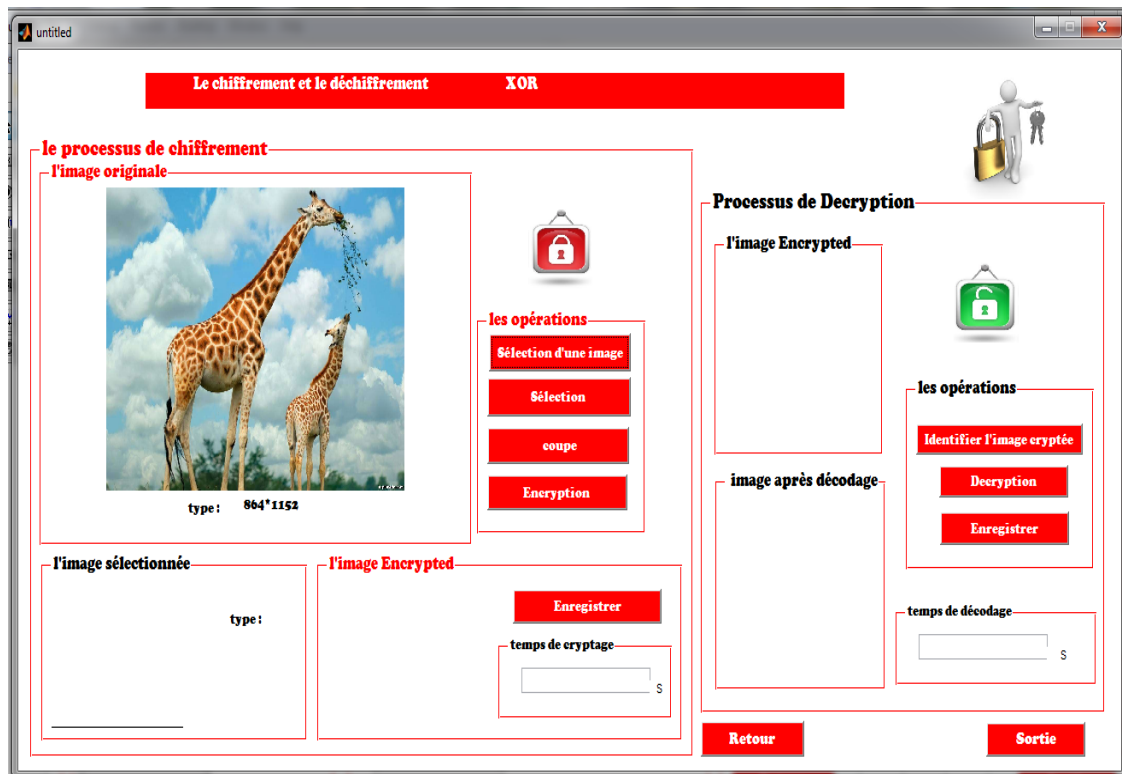 untitled
Le chiffrement et le déchiffrement XOR
le processus de chiffrement
l'image originale
type : 864*1152
les opérations
Sélection d'une image
Sélection
coupe
Encryption
l'image sélectionnée
type :
l'image Encrypted
Enregistrer
temps de cryptage
S
Processus de Decryption
l'image Encrypted
les opérations
Identifier l'image cryptée
Decryption
Enregistrer
image après décodage
temps de décodage
S
Retour
Sortie